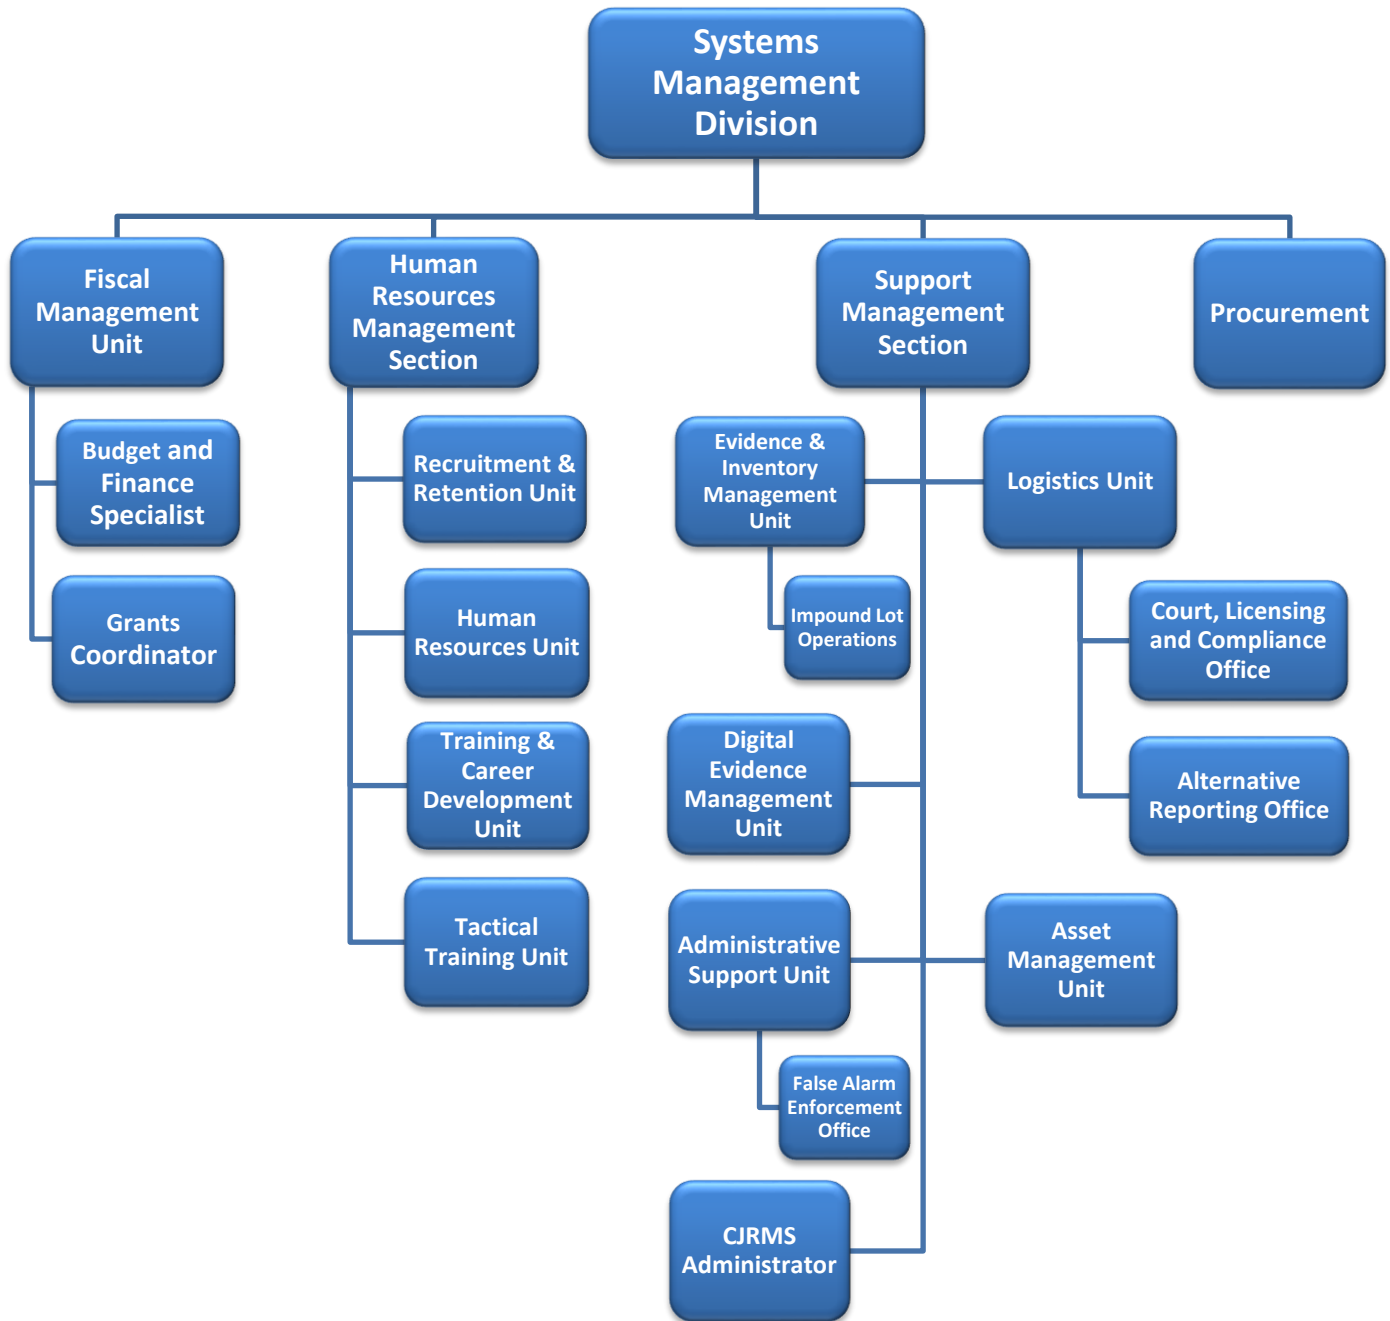 Systems
Management
Division
Fiscal
Management
Unit
Human
Resources
Management
Section
Support
Management
Section
Procurement
Budget and
Finance
Specialist
Grants
Coordinator
Recruitment &
Retention Unit
Human
Resources Unit
Training &
Career
Development
Unit
Tactical
Training Unit
Evidence &
Inventory
Management
Unit
Impound Lot
Operations
Digital
Evidence
Management
Unit
Administrative
Support Unit
False Alarm
Enforcement
Office
CJRMS
Administrator
Logistics Unit
Court, Licensing
and Compliance
Office
Alternative
Reporting Office
Asset
Management
Unit